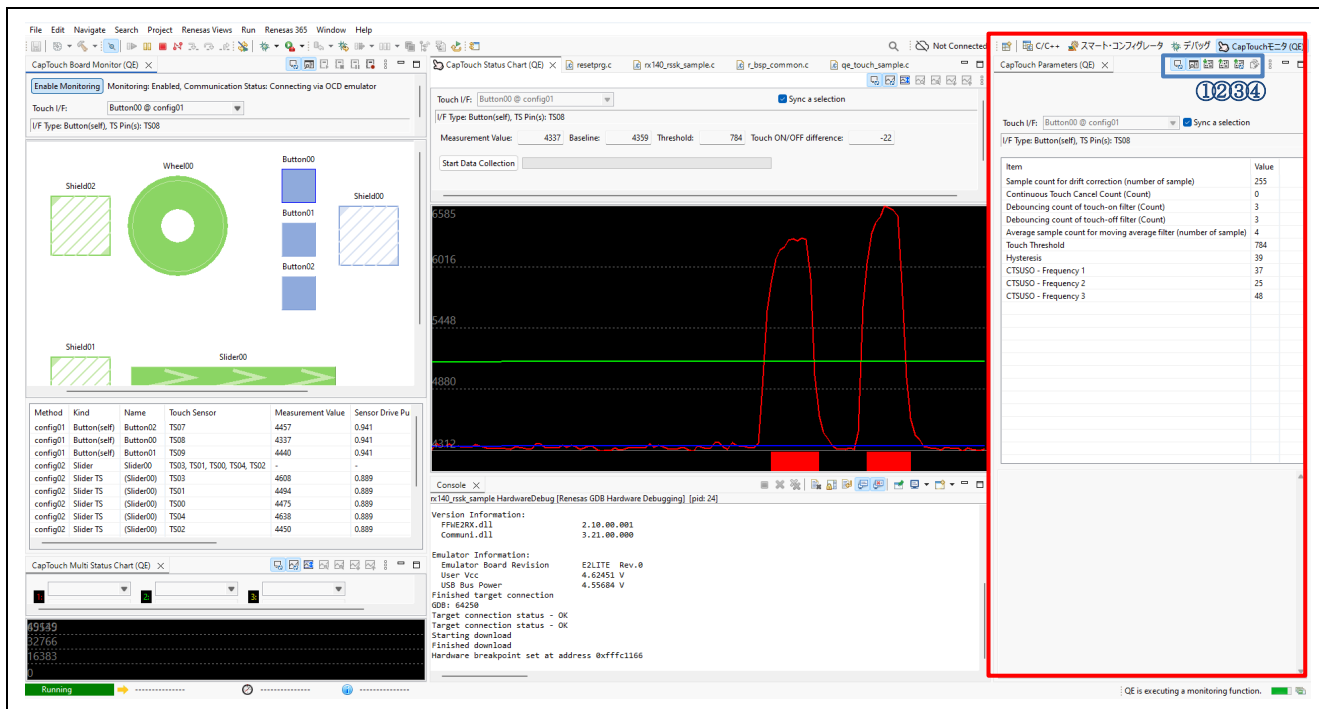 File Edit Navigate Search Project Renesas Views Run Renesas 365 Window Help
Not Connected
C/C++ スマート・コンフィグレータ デバッグ CapTouchモニタ (QE)
CapTouch Board Monitor (QE)
Enable Monitoring Monitoring: Enabled, Communication Status: Connecting via OCD emulator
Touch I/F: Button00 @ config01
I/F Type: Button(self), TS Pin(s): TS08
Shield02
Wheel00
Button00
Shield00
Button01
Button02
Shield01
Slider00
Method Kind Name Touch Sensor Measurement Value Sensor Drive Pu
config01 Button(self) Button02 TS07 4457 0.941
config01 Button(self) Button00 TS08 4337 0.941
config01 Button(self) Button01 TS09 4440 0.941
config02 Slider Slider00 TS03, TS01, TS00, TS04, TS02 - -
config02 Slider TS (Slider00) TS03 4608 0.889
config02 Slider TS (Slider00) TS01 4494 0.889
config02 Slider TS (Slider00) TS00 4475 0.889
config02 Slider TS (Slider00) TS04 4638 0.889
config02 Slider TS (Slider00) TS02 4450 0.889
CapTouch Multi Status Chart (QE)
1: 2: 3:
32766
16383
0
CapTouch Status Chart (QE) resetprg.c rx140_rssk_sample.c r_bsp_common.c qe_touch_sample.c
Touch I/F: Button00 @ config01 Sync a selection
I/F Type: Button(self), TS Pin(s): TS08
Measurement Value: 4337 Baseline: 4359 Threshold: 784 Touch ON/OFF difference: -22
Start Data Collection
6585
6016
5448
4880
4312
Console
rx140_rssk_sample HardwareDebug [Renesas GDB Hardware Debugging] [pid: 24]
Version Information:
FFWE2RX.dll 2.10.00.001
Communi.dll 3.21.00.000
Emulator Information:
Emulator Board Revision E2LITE Rev.0
User Vcc 4.62451 V
USB Bus Power 4.55684 V
Finished target connection
GDB: 64250
Target connection status - OK
Target connection status - OK
Starting download
Finished download
Hardware breakpoint set at address 0xfffc1166
CapTouch Parameters (QE)
①②③④
Touch I/F: Button00 @ config01 Sync a selection
I/F Type: Button(self), TS Pin(s): TS08
Item Value
Sample count for drift correction (number of sample) 255
Continuous Touch Cancel Count (Count) 0
Debouncing count of touch-on filter (Count) 3
Debouncing count of touch-off filter (Count) 3
Average sample count for moving average filter (number of sample) 4
Touch Threshold 784
Hysteresis 39
CTSUSO - Frequency 1 37
CTSUSO - Frequency 2 25
CTSUSO - Frequency 3 48
Running --------------- --------------- ---------------
QE is executing a monitoring function.